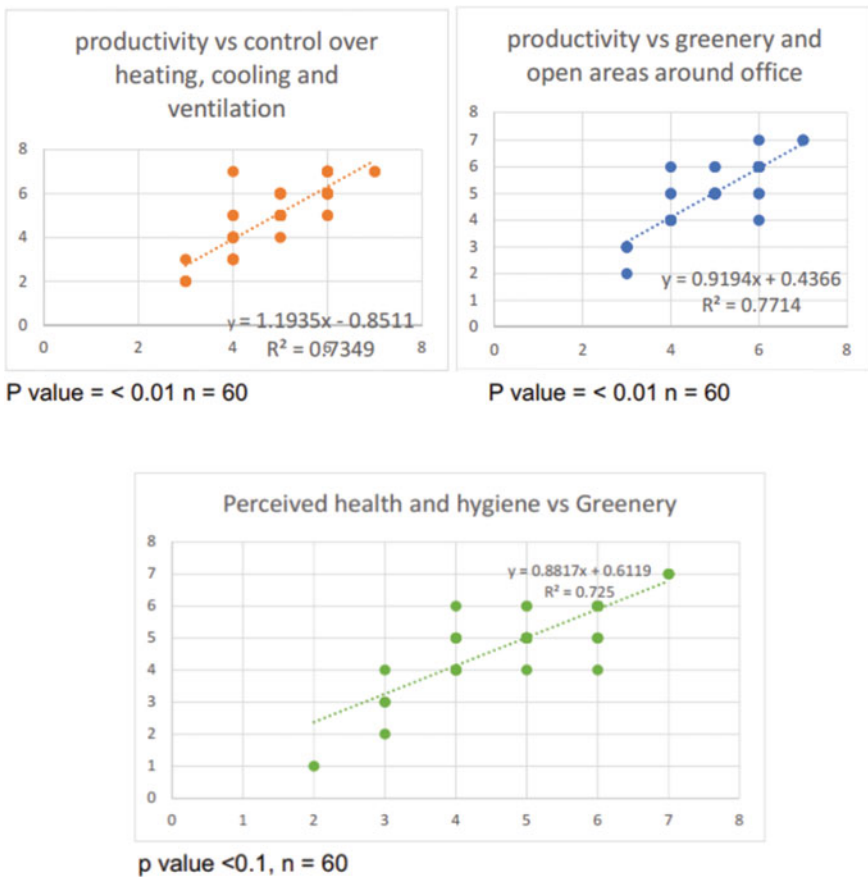 productivity vs control over
heating, cooling and
ventilation
8
6
4
2
0
0 2 4 6 8
y = 1.1935x - 0.8511
R² = 0.7349
P value = < 0.01 n = 60
productivity vs greenery and
open areas around office
8
7
6
5
4
3
2
1
0
0 2 4 6 8
y = 0.9194x + 0.4366
R² = 0.7714
P value = < 0.01 n = 60
Perceived health and hygiene vs Greenery
8
7
6
5
4
3
2
1
0
0 1 2 3 4 5 6 7 8
y = 0.8817x + 0.6119
R² = 0.725
p value <0.1, n = 60